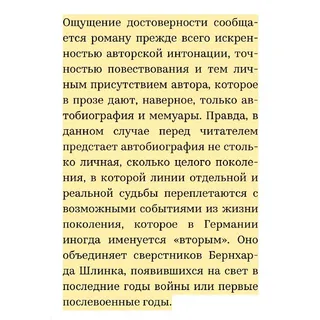 Ощущение достоверности сообща-
ется роману прежде всего искрен-
ностью авторской интонации, точ-
ностью повествования и тем лич-
ным присутствием автора, которое
в прозе дают, наверное, только ав-
тобиография и мемуары. Правда, в
данном случае перед читателем
предстает автобиография не столь-
ко личная, сколько целого поколе-
ния, в которой линии отдельной и
реальной судьбы переплетаются с
возможными событиями из жизни
поколения, которое в Германии
иногда именуется «вторым». Оно
объединяет сверстников Бернхар-
да Шлинка, появившихся на свет в
последние годы войны или первые
послевоенные годы.